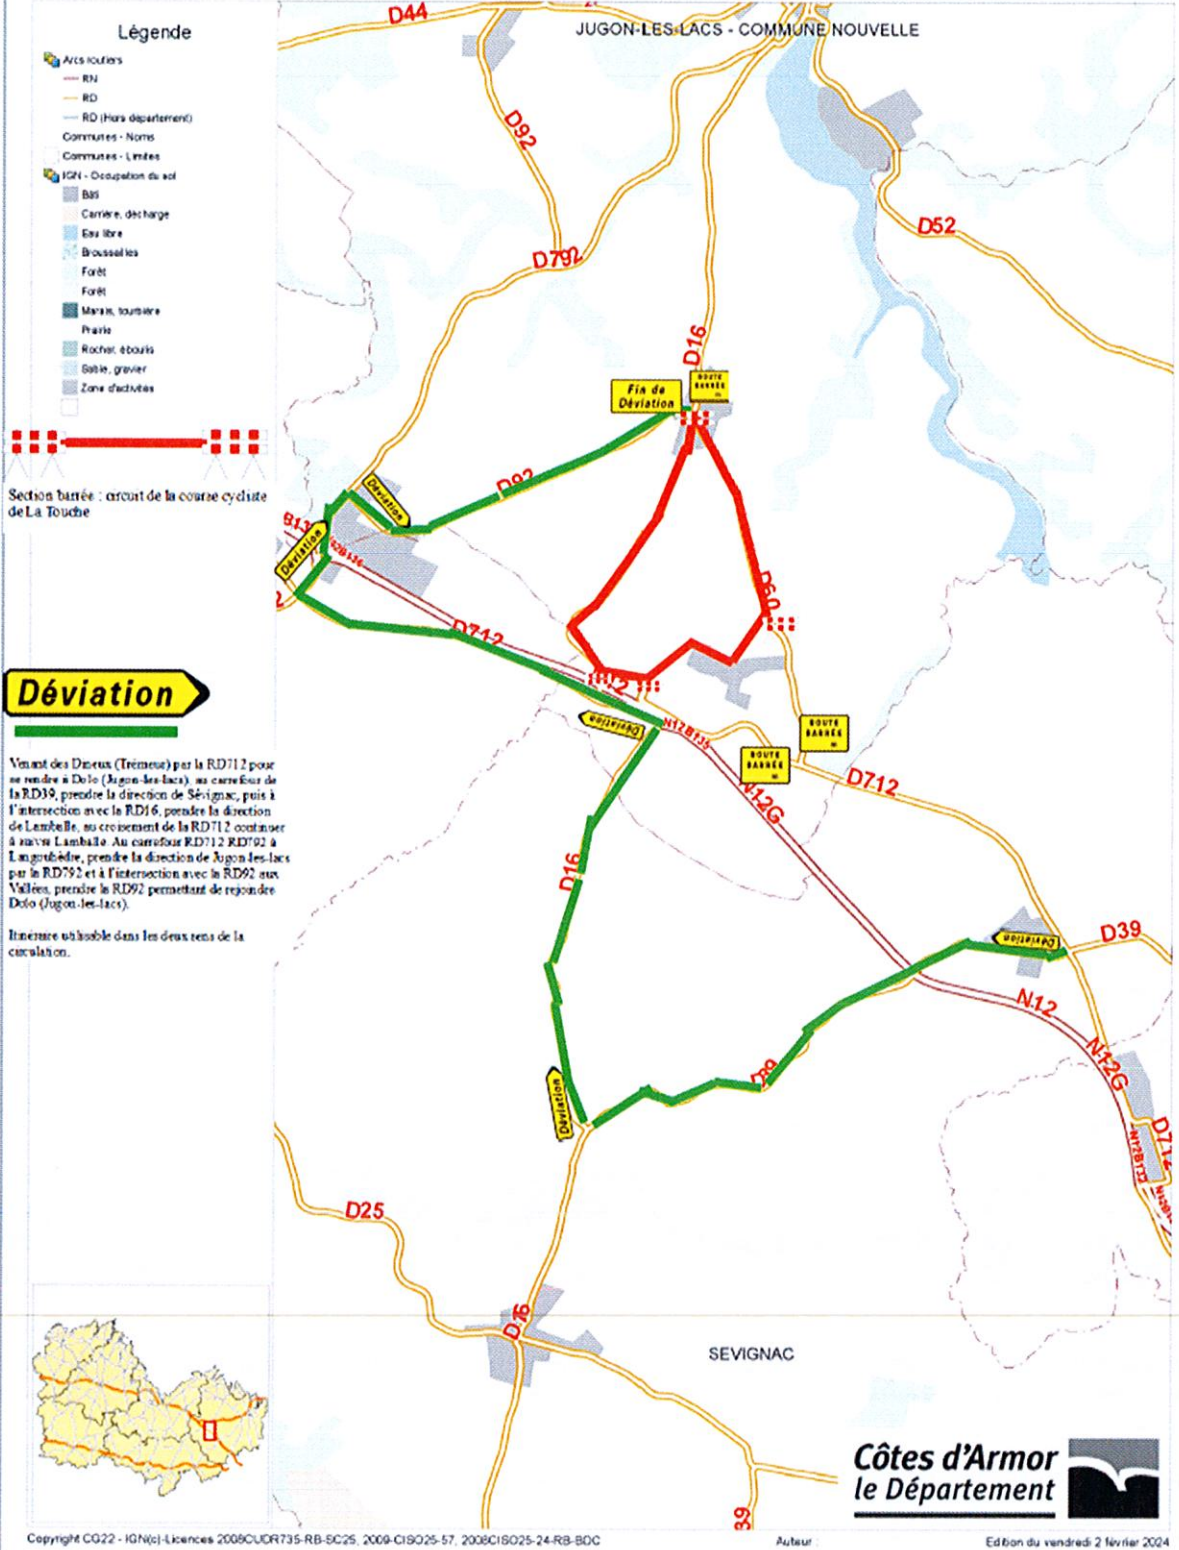 Légende
Arcs routiers
RN
RD
RD (Hors département)
Communes - Noms
Communes - Limites
IGN - Occupation du sol
Bâti
Carrière, décharge
Eau libre
Broussailles
Forêt
Forêt
Marais, tourbière
Prairie
Rocher, éboulis
Sable, gravier
Zone d'activités
Section barrée : circuit de la course cycliste
de La Touche
Déviation
Venant des Dineux (Trémeur) par la RD712 pour
se rendre à Dolo (Jugon-les-lacs), au carrefour de
la RD39, prendre la direction de Sévignac, puis à
l'intersection avec la RD16, prendre la direction
de Lamballe, au croisement de la RD712 continuer
à suivre Lamballe. Au carrefour RD712 RD792 à
Langouhèdre, prendre la direction de Jugon-les-lacs
par la RD792 et à l'intersection avec la RD92 aux
Vallées, prendre la RD92 permettant de rejoindre
Dolo (Jugon-les-lacs).
Itinéraire utilisable dans les deux sens de la
circulation.
JUGON-LES-LACS - COMMUNE NOUVELLE
D44
D92
D792
D52
D16
ROUTE
BARRÉE
Fin de
Déviation
D92
Déviation
Déviation
D60
D712
Déviation
N12B135
ROUTE
BARRÉE
ROUTE
BARRÉE
D712
N12G
D16
Déviation
D39
N12
N12G
Déviation
D39
N12B133
D712
D25
D16
SEVIGNAC
39
Côtes d'Armor
le Département
Copyright CG22 - IGN(c)-Licences 2008CUDR735-RB-SC25, 2009-CISO25-57, 2008CISO25-24-RB-BDC
Auteur :
Edition du vendredi 2 février 2024